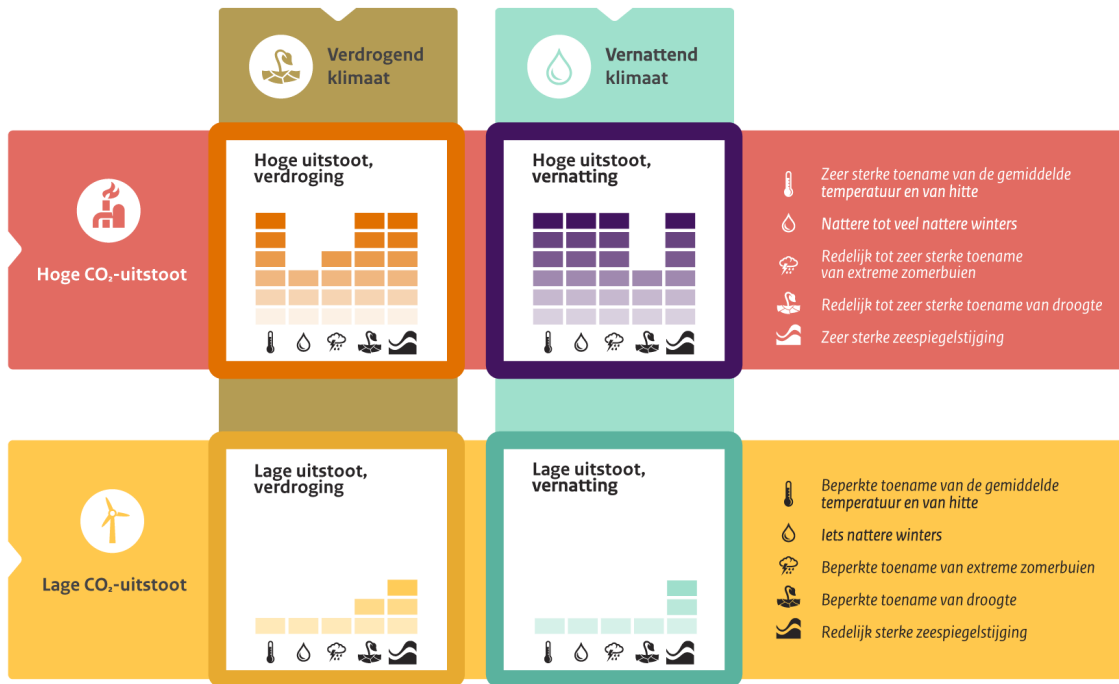 Verdrogend
klimaat
Vernattend
klimaat
Hoge CO₂-uitstoot
Hoge uitstoot,
verdroging
Hoge uitstoot,
vernatting
Zeer sterke toename van de gemiddelde
temperatuur en van hitte
Nattere tot veel nattere winters
Redelijk tot zeer sterke toename
van extreme zomerbuien
Redelijk tot zeer sterke toename van droogte
Zeer sterke zeespiegelstijging
Lage CO₂-uitstoot
Lage uitstoot,
verdroging
Lage uitstoot,
vernatting
Beperkte toename van de gemiddelde
temperatuur en van hitte
Iets nattere winters
Beperkte toename van extreme zomerbuien
Beperkte toename van droogte
Redelijk sterke zeespiegelstijging